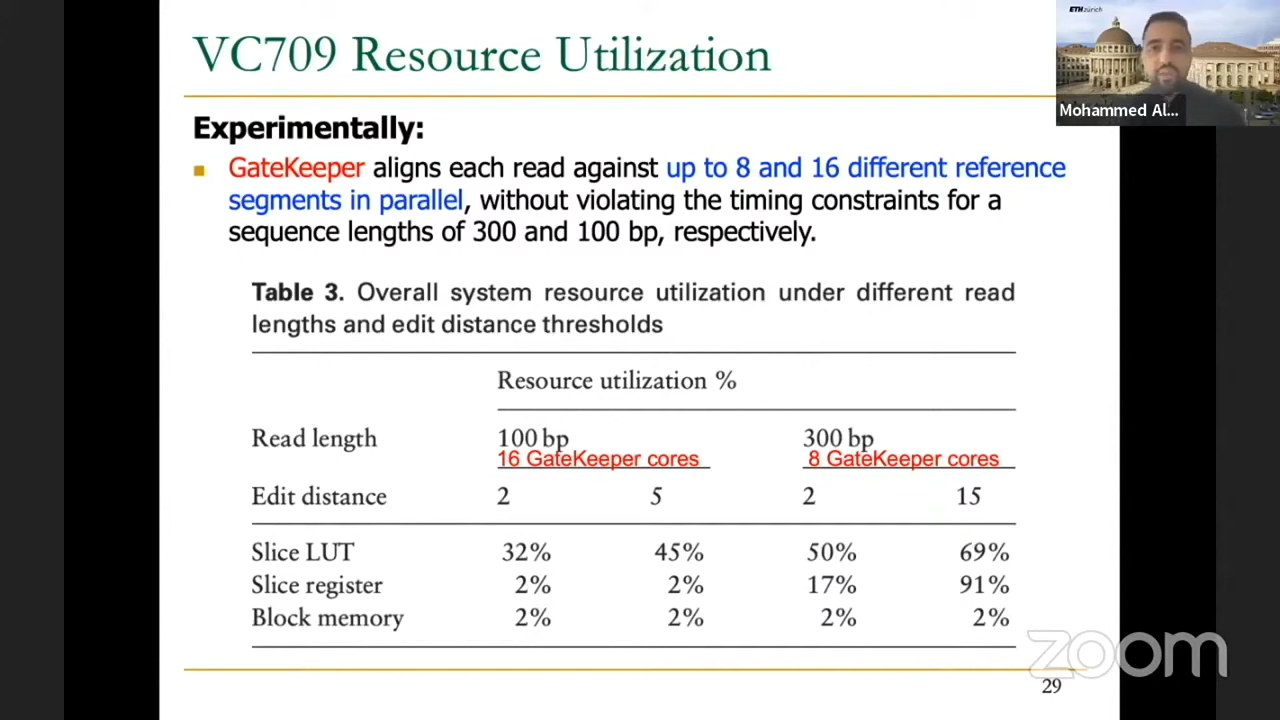 VC709 Resource Utilization
ETH zürich
Mohammed Al...
Experimentally:
GateKeeper aligns each read against up to 8 and 16 different reference
segments in parallel, without violating the timing constraints for a
sequence lengths of 300 and 100 bp, respectively.
Table 3. Overall system resource utilization under different read
lengths and edit distance thresholds
Resource utilization %
Read length 100 bp 300 bp
16 GateKeeper cores 8 GateKeeper cores
Edit distance 2 5 2 15
Slice LUT 32% 45% 50% 69%
Slice register 2% 2% 17% 91%
Block memory 2% 2% 2% 2%
zoom
29